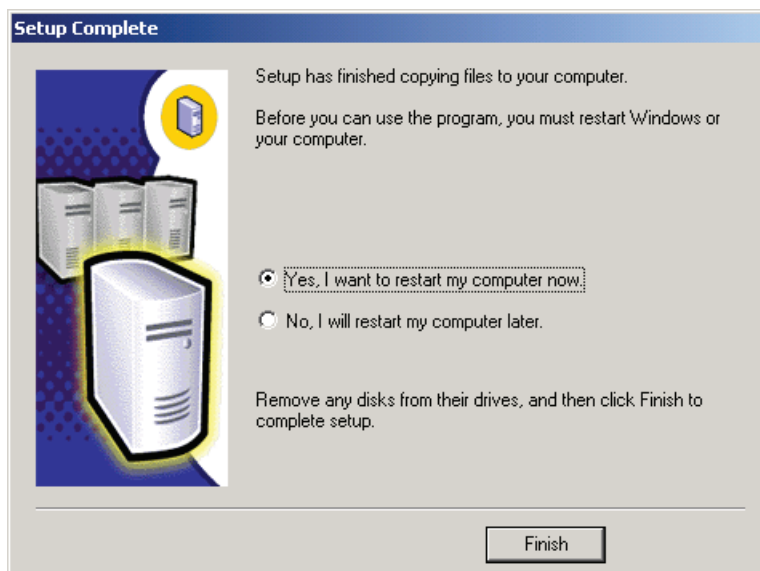 Setup Complete
Setup has finished copying files to your computer.
Before you can use the program, you must restart Windows or
your computer.
Yes, I want to restart my computer now.
No, I will restart my computer later.
Remove any disks from their drives, and then click Finish to
complete setup.
Finish